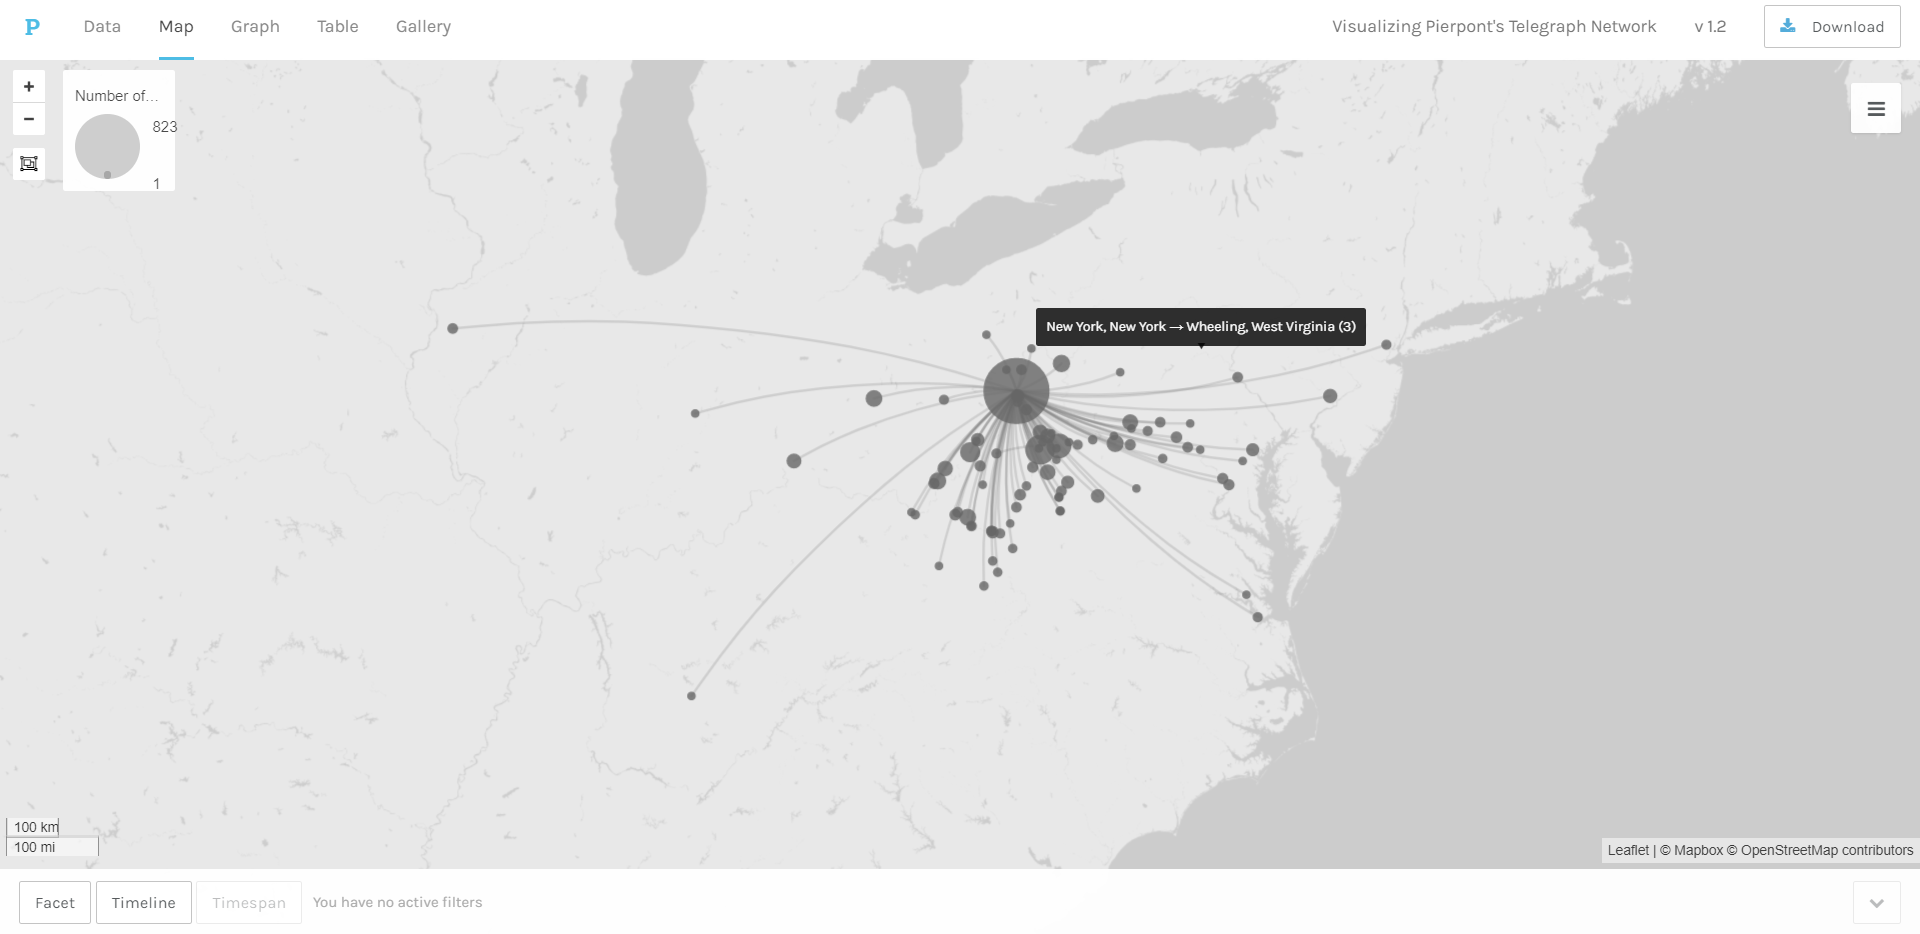 P Data Map Graph Table Gallery Visualizing Pierpont's Telegraph Network v 1.2 Download
+
−
Number of...
823
1
New York, New York → Wheeling, West Virginia (3)
100 km
100 mi
Leaflet | © Mapbox © OpenStreetMap contributors
Facet Timeline Timespan You have no active filters